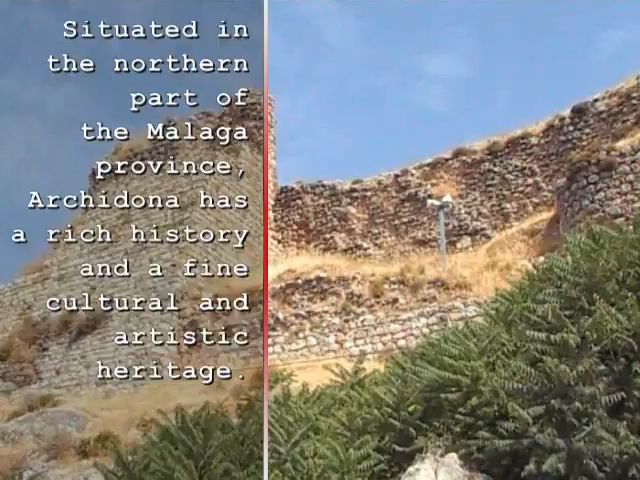 Situated in
the northern
part of
the Málaga
province,
Archidona has
a rich history
and a fine
cultural and
artistic
heritage.